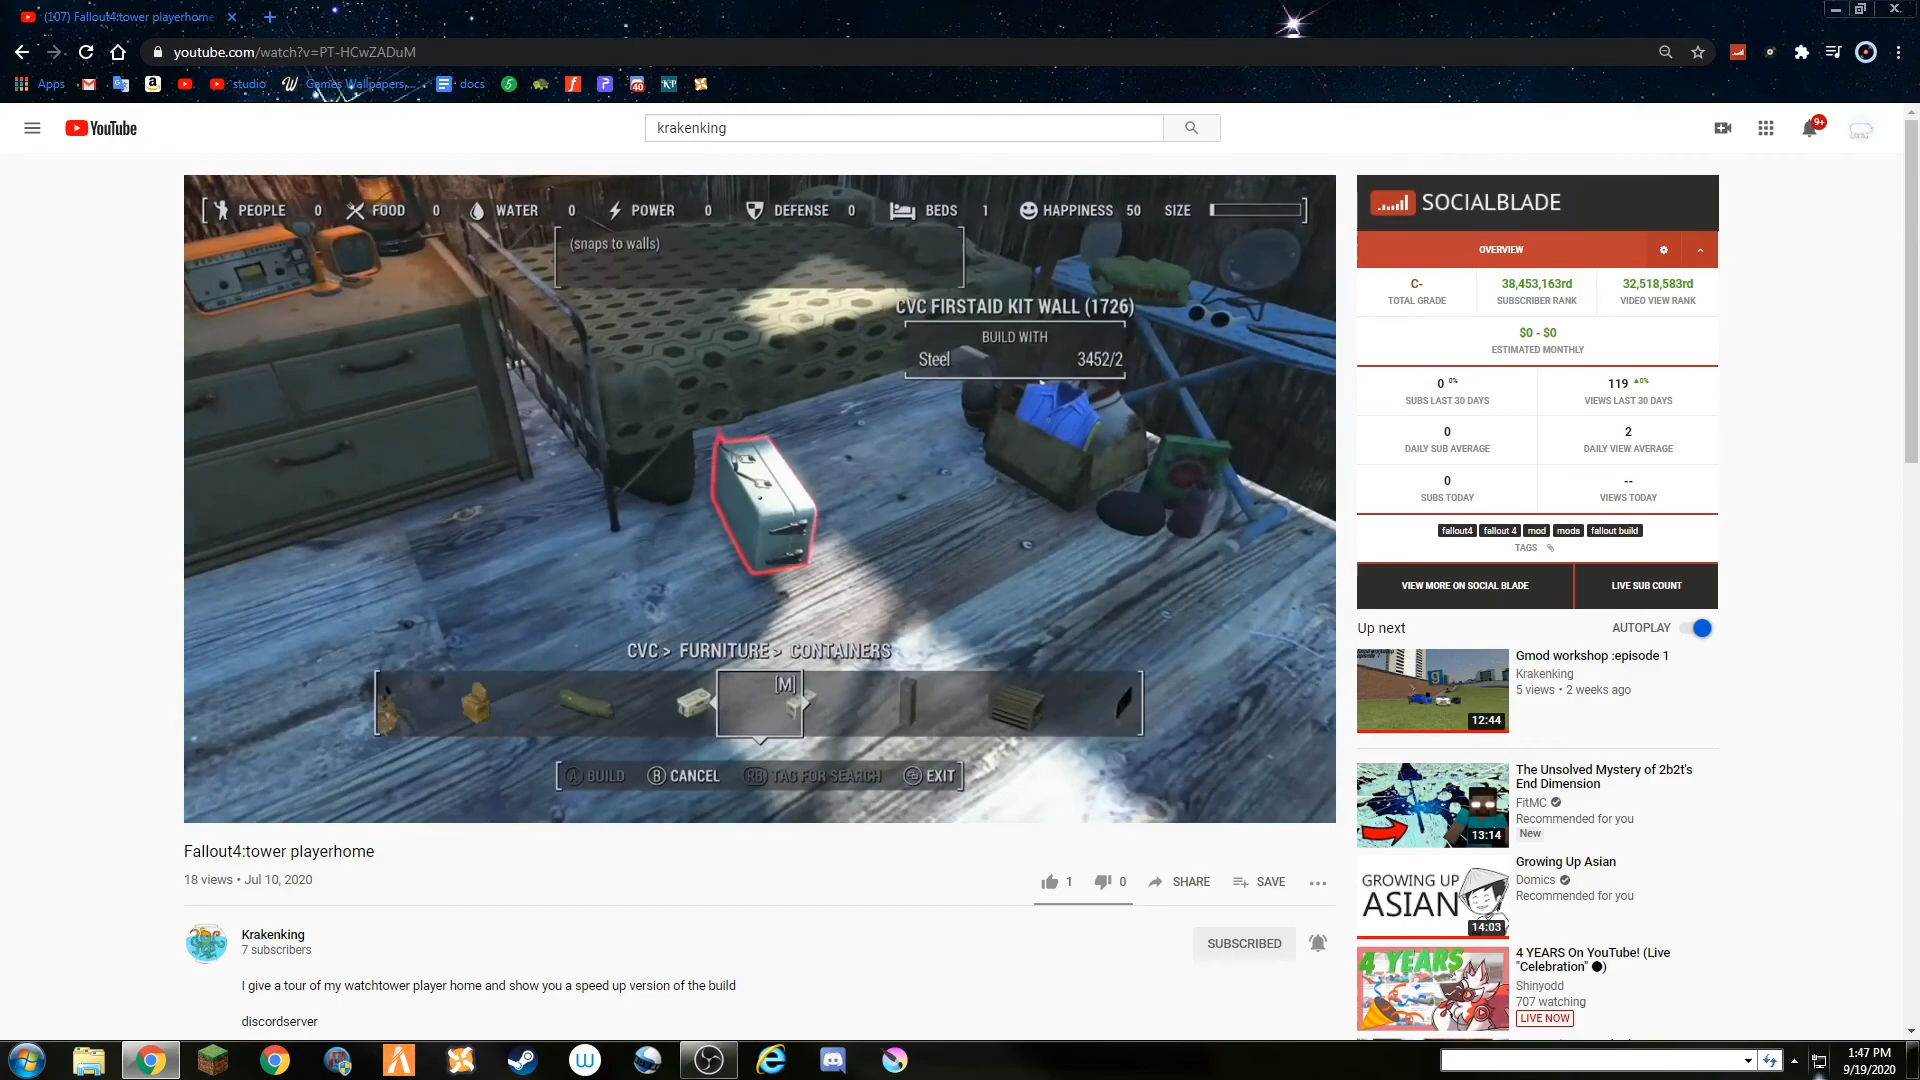 (107) Fallout4:tower playerhome
youtube.com/watch?v=PT-HCwZADuM
Apps
studio
Games Wallpapers,...
docs
40
YouTube
krakenking
9+
PEOPLE 0 FOOD 0 WATER 0 POWER 0 DEFENSE 0 BEDS 1 HAPPINESS 50 SIZE
(snaps to walls)
CVC FIRSTAID KIT WALL (1726)
BUILD WITH
Steel 3452/2
CVC > FURNITURE > CONTAINERS
[M]
A) BUILD B) CANCEL RB) TAG FOR SEARCH EXIT
Fallout4:tower playerhome
18 views • Jul 10, 2020
1 0 SHARE SAVE
Krakenking
7 subscribers
SUBSCRIBED
I give a tour of my watchtower player home and show you a speed up version of the build
discordserver
SOCIALBLADE
OVERVIEW
C- 38,453,163rd 32,518,583rd
TOTAL GRADE SUBSCRIBER RANK VIDEO VIEW RANK
$0 - $0
ESTIMATED MONTHLY
0 0% 119 ▲0%
SUBS LAST 30 DAYS VIEWS LAST 30 DAYS
0 2
DAILY SUB AVERAGE DAILY VIEW AVERAGE
0 --
SUBS TODAY VIEWS TODAY
fallout4 fallout 4 mod mods fallout build
TAGS
VIEW MORE ON SOCIAL BLADE LIVE SUB COUNT
Up next AUTOPLAY
Gmod workshop :episode 1
Krakenking
5 views • 2 weeks ago
12:44
The Unsolved Mystery of 2b2t's
End Dimension
FitMC
Recommended for you
New
13:14
Growing Up Asian
Domics
Recommended for you
GROWING UP
ASIAN
14:03
4 YEARS On YouTube! (Live
"Celebration" ●)
Shinyodd
707 watching
LIVE NOW
4 YEARS
1:47 PM
9/19/2020